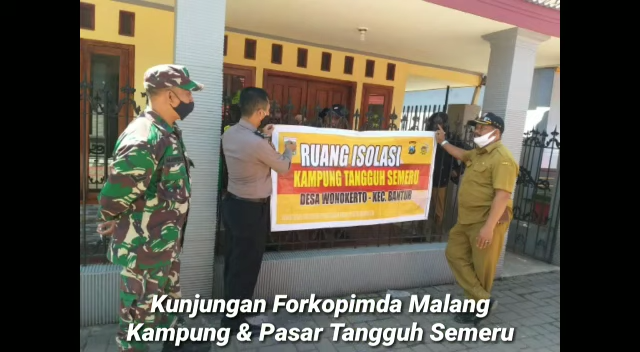 RUANG ISOLASI
KAMPUNG TANGGUH SEMERU
DESA WONOKERTO - KEC. BANTUR
Kunjungan Forkopimda Malang
Kampung & Pasar Tangguh Semeru